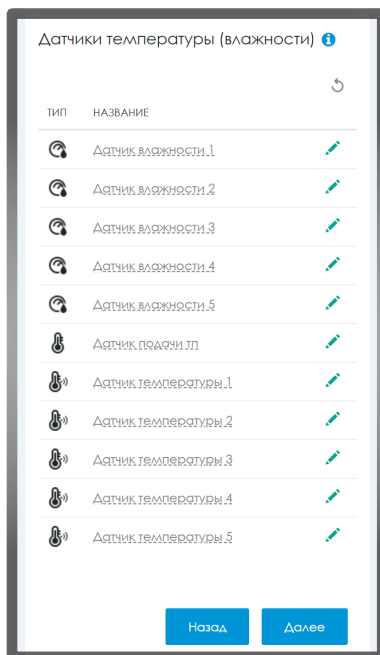 Датчики температуры (влажности)
ТИП НАЗВАНИЕ
Датчик влажности 1
Датчик влажности 2
Датчик влажности 3
Датчик влажности 4
Датчик влажности 5
Датчик подачи тп
Датчик температуры 1
Датчик температуры 2
Датчик температуры 3
Датчик температуры 4
Датчик температуры 5
Назад Далее